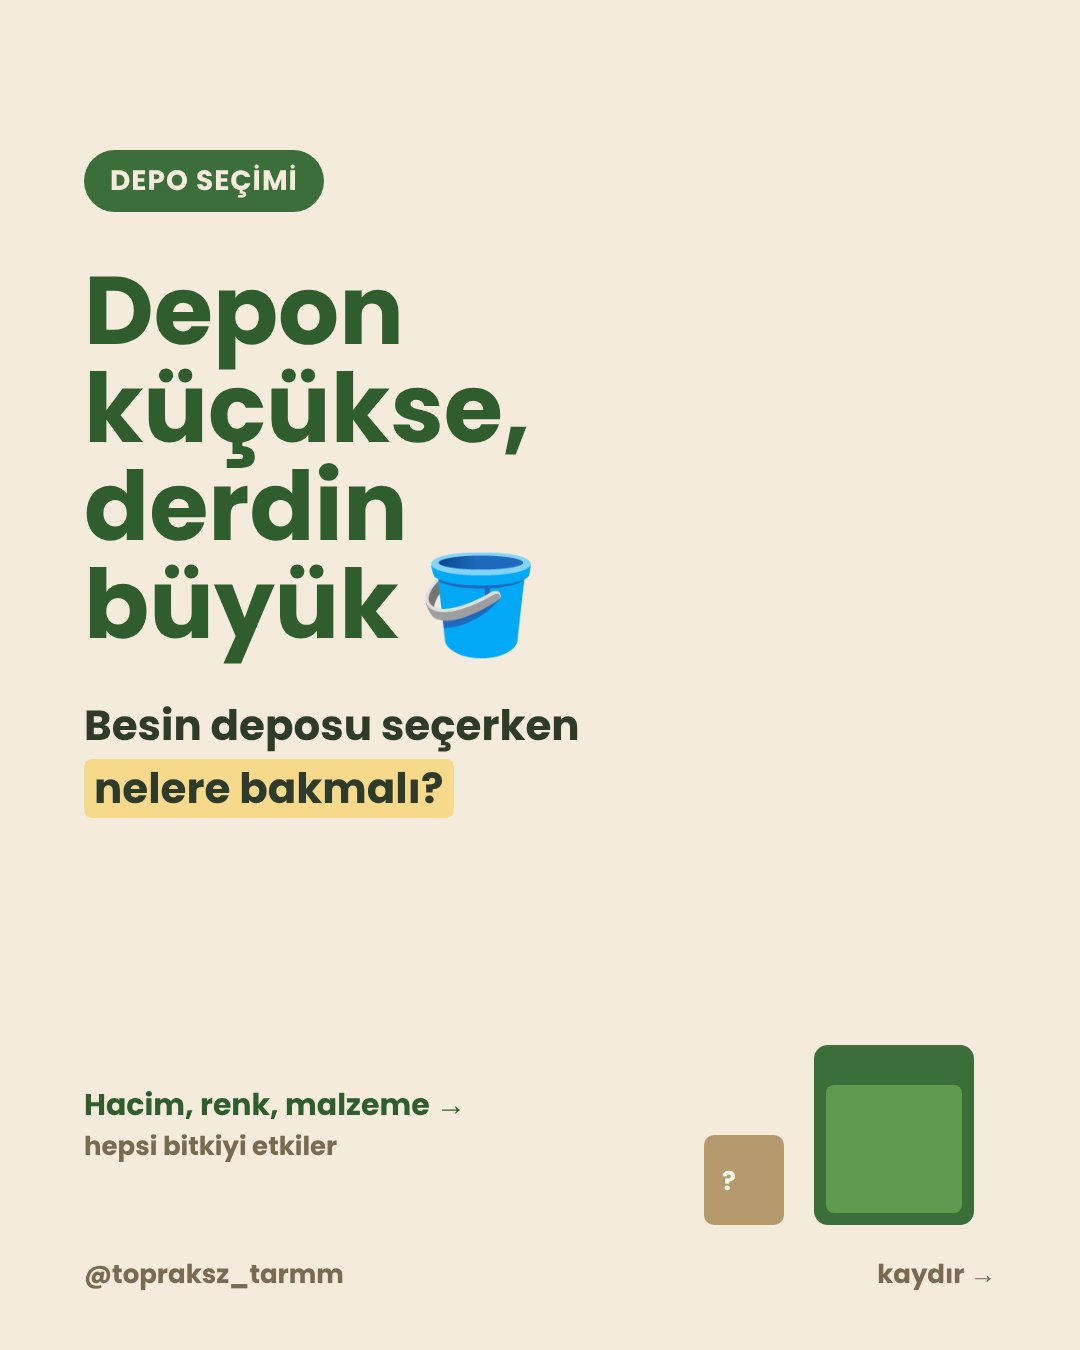 DEPO SEÇİMİ
Depon
küçükse,
derdin
büyük 🪣
Besin deposu seçerken
nelere bakmalı?
Hacim, renk, malzeme →
hepsi bitkiyi etkiler
?
@topraksz_tarmm
kaydır →